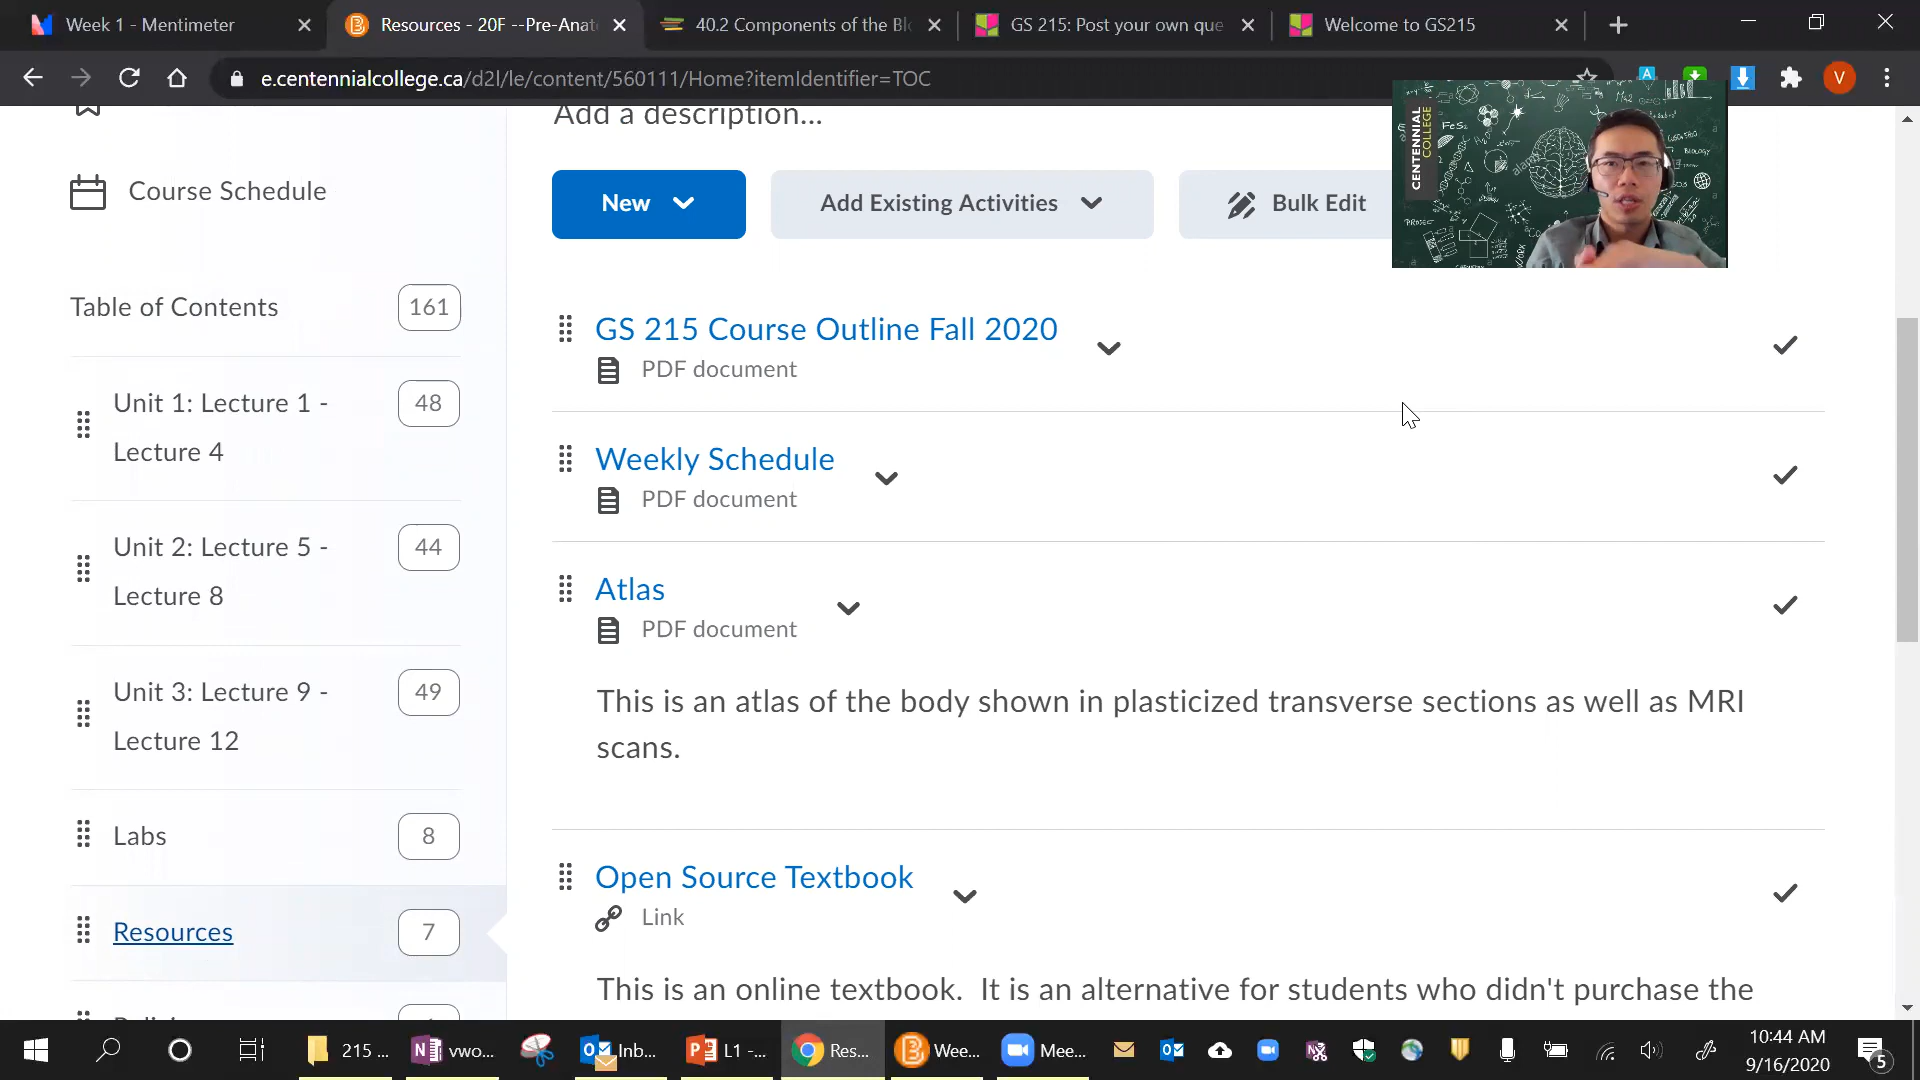 Week 1 - Mentimeter
Resources - 20F --Pre-Anat
40.2 Components of the Blo
GS 215: Post your own que
Welcome to GS215
e.centennialcollege.ca/d2l/le/content/560111/Home?itemIdentifier=TOC
V
Add a description...
CENTENNIAL
COLLEGE
FeS₂
BIOLOGY
Course Schedule
New
Add Existing Activities
Bulk Edit
Table of Contents
161
GS 215 Course Outline Fall 2020
PDF document
Unit 1: Lecture 1 -
Lecture 4
48
Weekly Schedule
PDF document
Unit 2: Lecture 5 -
Lecture 8
44
Atlas
PDF document
This is an atlas of the body shown in plasticized transverse sections as well as MRI
scans.
Unit 3: Lecture 9 -
Lecture 12
49
Labs
8
Open Source Textbook
Link
Resources
7
This is an online textbook.  It is an alternative for students who didn't purchase the
215 ...
vwo...
Inb...
L1 -...
Res...
Wee...
Mee...
10:44 AM
9/16/2020
5